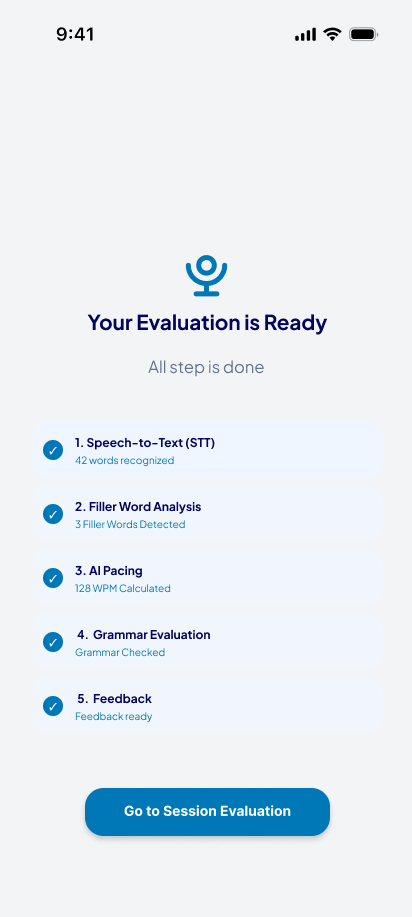 9:41
Your Evaluation is Ready
All step is done
1. Speech-to-Text (STT)
42 words recognized
2. Filler Word Analysis
3 Filler Words Detected
3. AI Pacing
128 WPM Calculated
4. Grammar Evaluation
Grammar Checked
5. Feedback
Feedback ready
Go to Session Evaluation